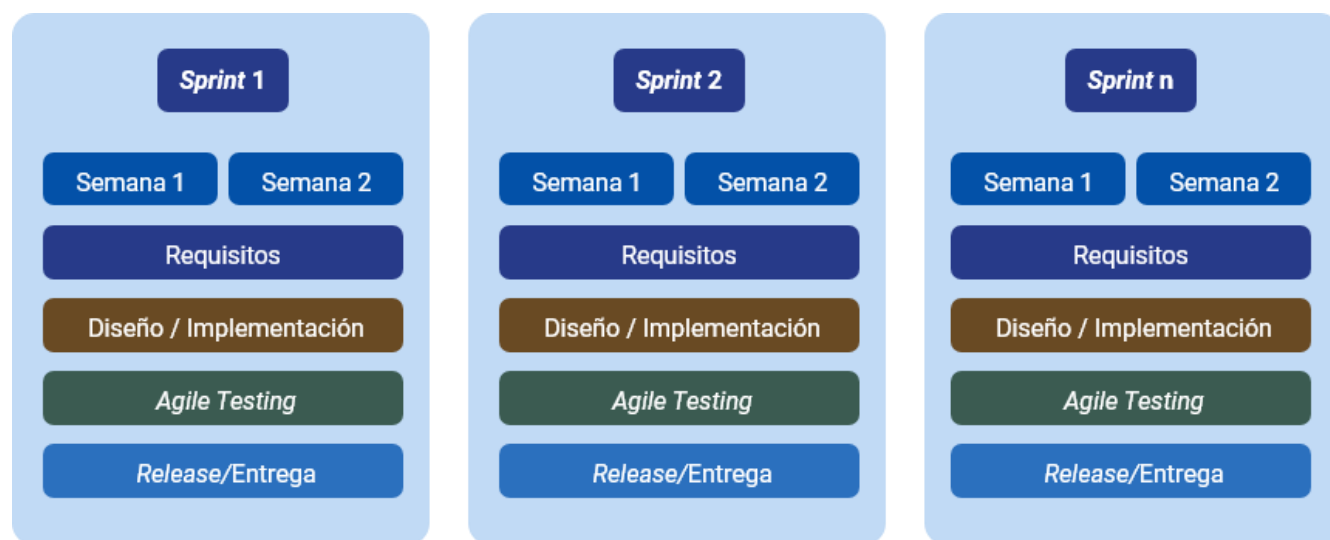 Sprint 1
Semana 1
Semana 2
Requisitos
Diseño / Implementación
Agile Testing
Release/Entrega
Sprint 2
Semana 1
Semana 2
Requisitos
Diseño / Implementación
Agile Testing
Release/Entrega
Sprint n
Semana 1
Semana 2
Requisitos
Diseño / Implementación
Agile Testing
Release/Entrega